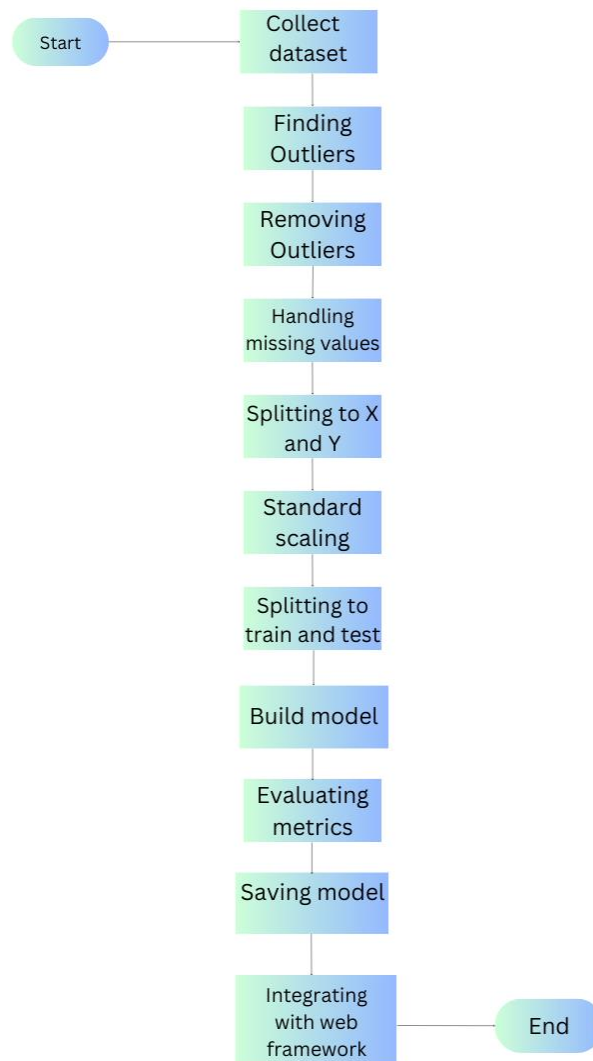 Start
Collect
dataset
Finding
Outliers
Removing
Outliers
Handling
missing values
Splitting to X
and Y
Standard
scaling
Splitting to
train and test
Build model
Evaluating
metrics
Saving model
Integrating
with web
framework
End